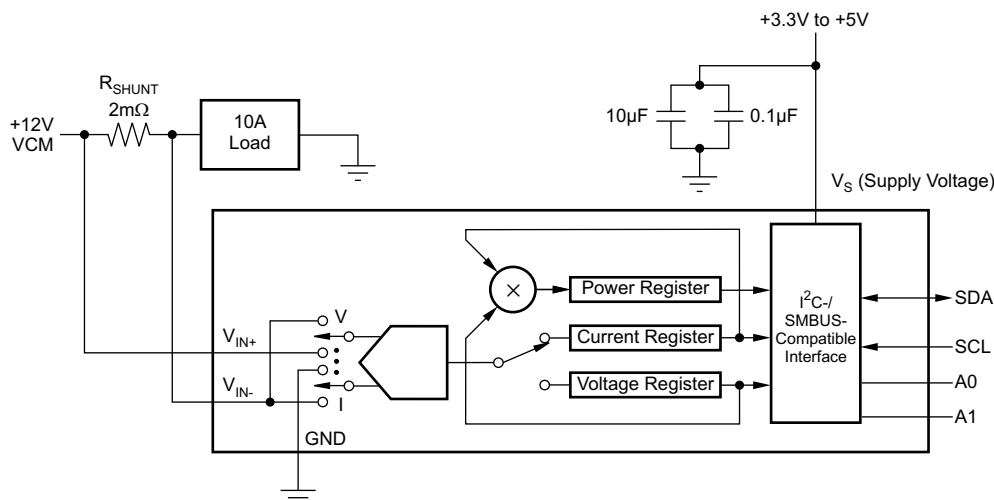 +3.3V to +5V
R_SHUNT
2mΩ
+12V
VCM
10A
Load
10µF
0.1µF
V_S (Supply Voltage)
V_IN+
V_IN-
V
I
GND
×
Power Register
Current Register
Voltage Register
I²C-/
SMBUS-
Compatible
Interface
SDA
SCL
A0
A1